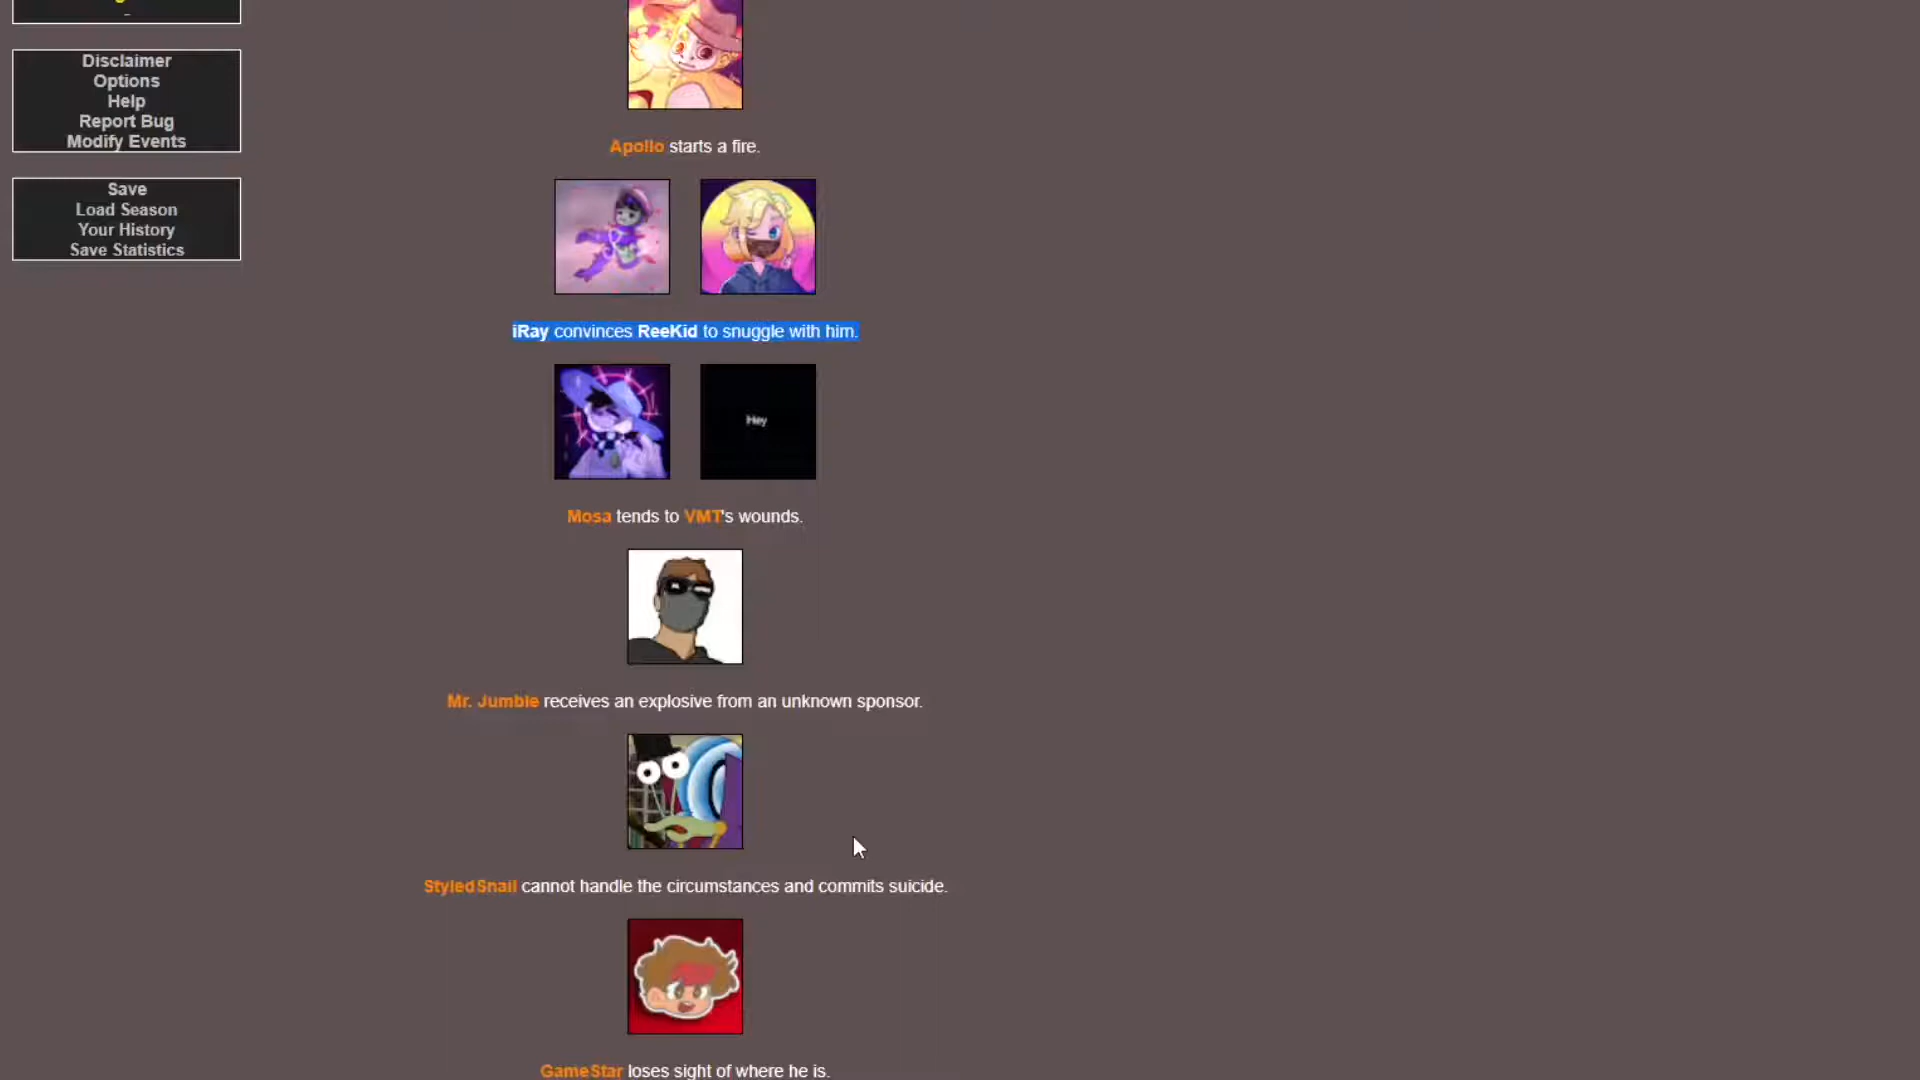 Disclaimer
Options
Help
Report Bug
Modify Events
Save
Load Season
Your History
Save Statistics
Apollo starts a fire.
iRay convinces ReeKid to snuggle with him.
Hey
Mosa tends to VMT's wounds.
Mr. Jumble receives an explosive from an unknown sponsor.
StyledSnail cannot handle the circumstances and commits suicide.
GameStar loses sight of where he is.